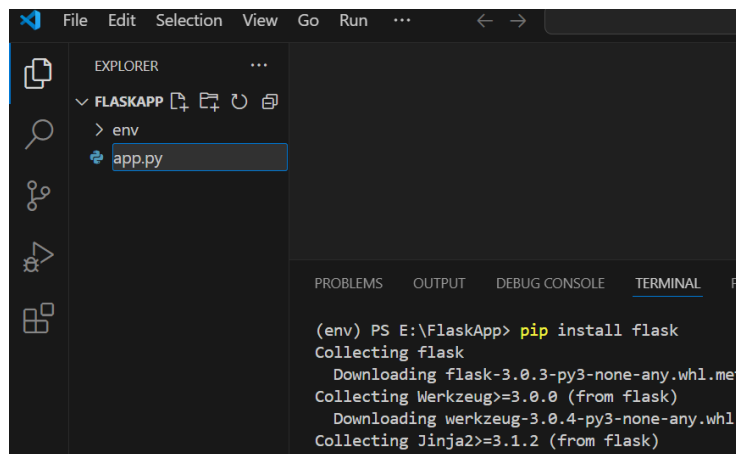 File Edit Selection View Go Run ...
EXPLORER ...
FLASKAPP
env
app.py
PROBLEMS OUTPUT DEBUG CONSOLE TERMINAL
(env) PS E:\FlaskApp> pip install flask
Collecting flask
Downloading flask-3.0.3-py3-none-any.whl.me
Collecting Werkzeug>=3.0.0 (from flask)
Downloading werkzeug-3.0.4-py3-none-any.whl
Collecting Jinja2>=3.1.2 (from flask)